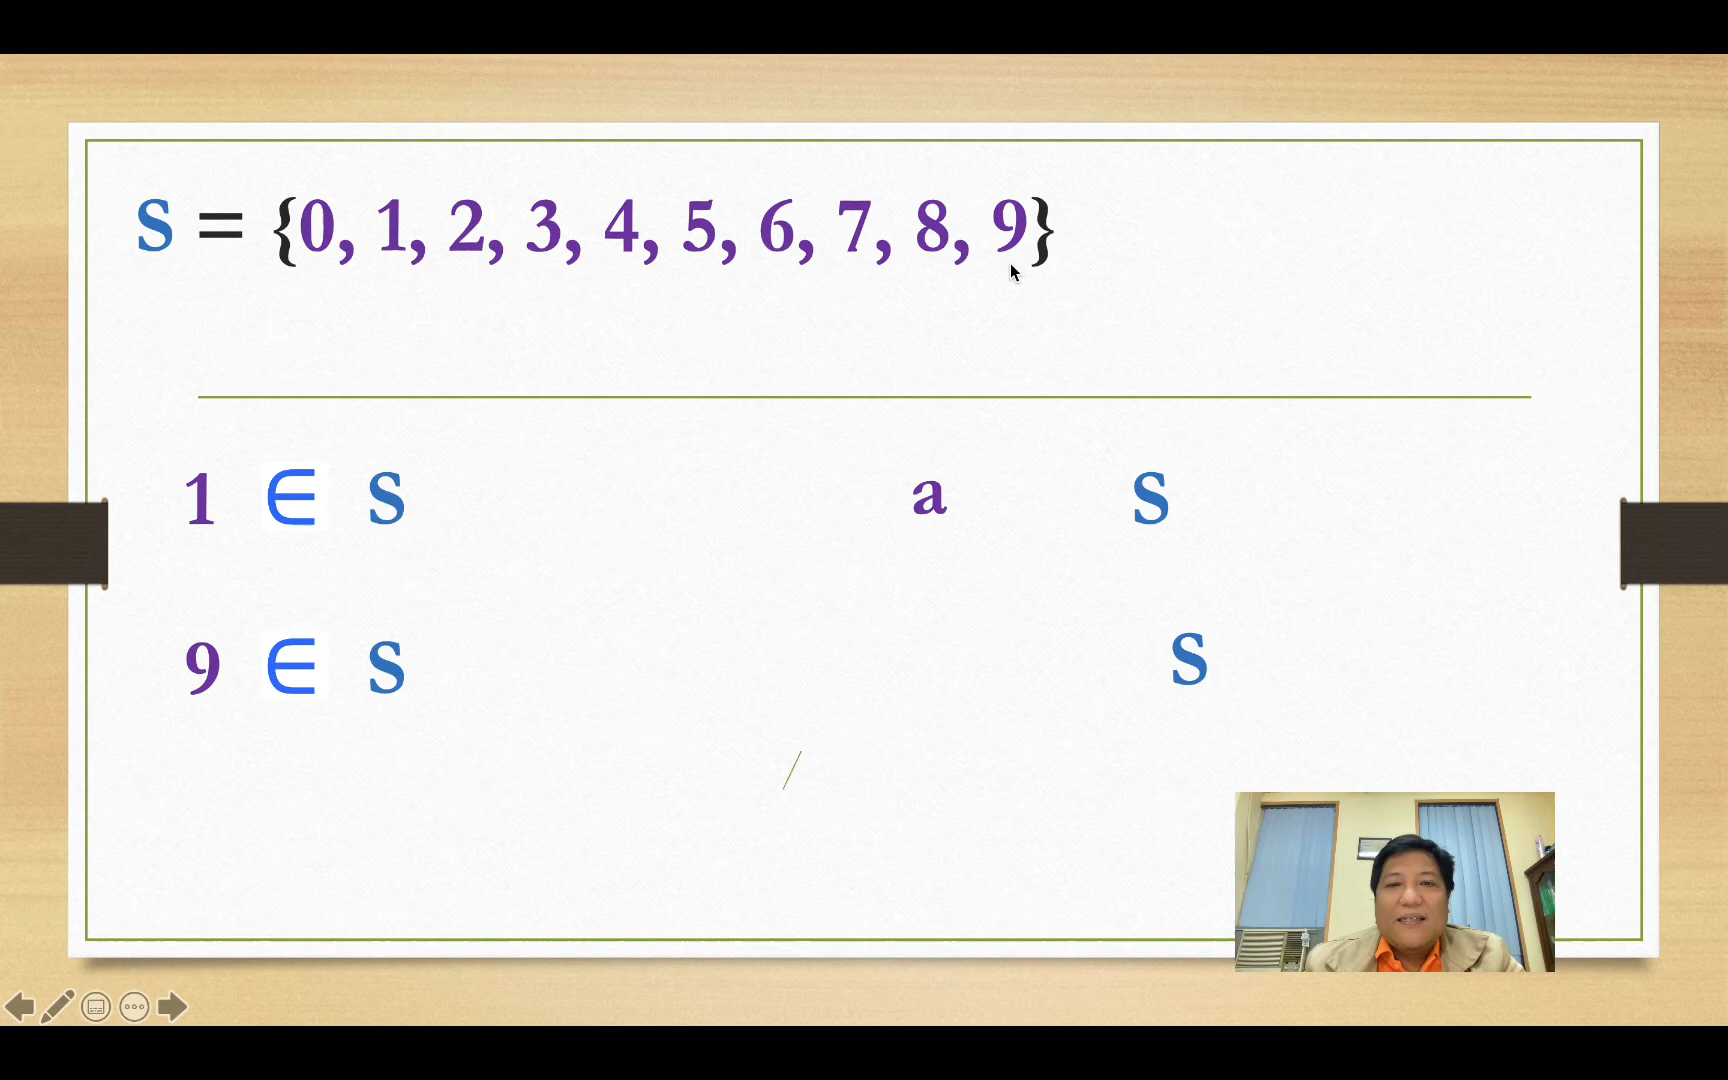 S = {0, 1, 2, 3, 4, 5, 6, 7, 8, 9}
1 ∈ S a S
9 ∈ S S
/